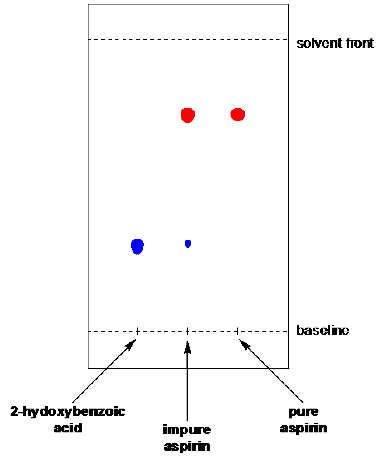 solvent front
baseline
2-hydoxybenzoic
acid
impure
aspirin
pure
aspirin